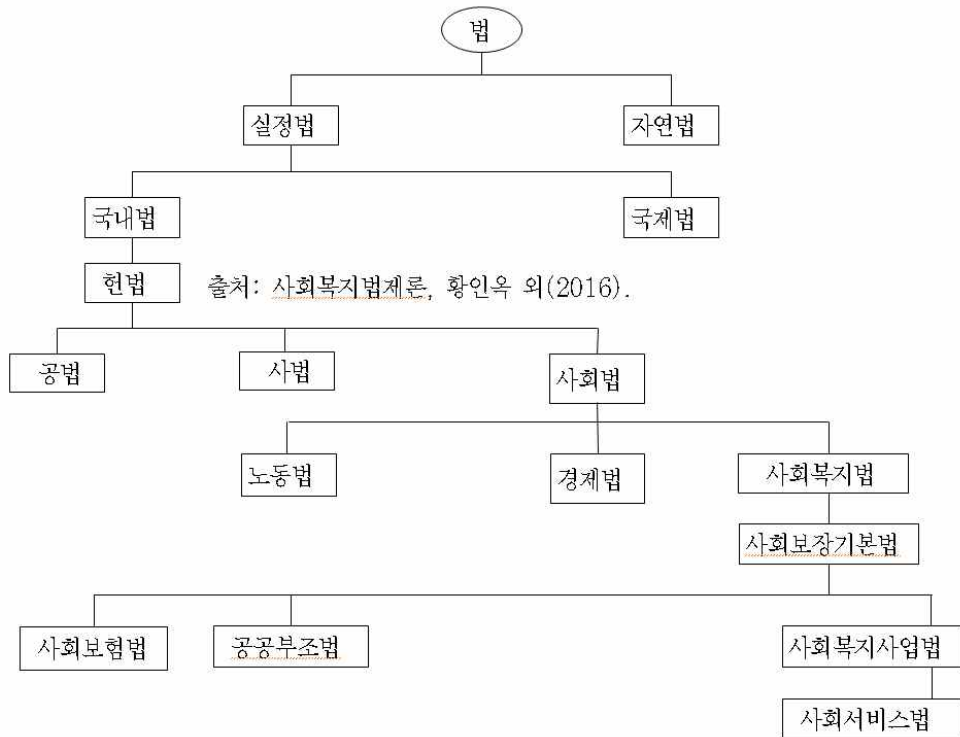 법
실정법 자연법
국내법 국제법
헌법 출처: 사회복지법제론, 황인옥 외(2016).
공법 사법 사회법
노동법 경제법 사회복지법
사회보장기본법
사회보험법 공공부조법 사회복지사업법
사회서비스법